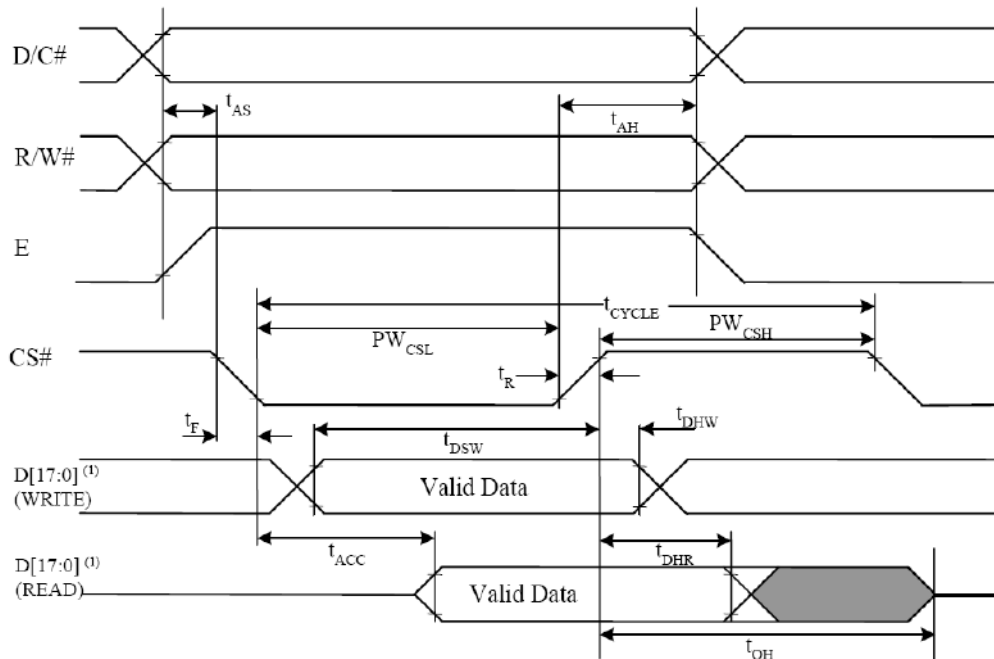 D/C#
t_AS
t_AH
R/W#
E
t_CYCLE
PW_CSL
PW_CSH
CS#
t_R
t_F
t_DSW
t_DHW
D[17:0] (1)
(WRITE)
Valid Data
t_ACC
t_DHR
D[17:0] (1)
(READ)
Valid Data
t_OH